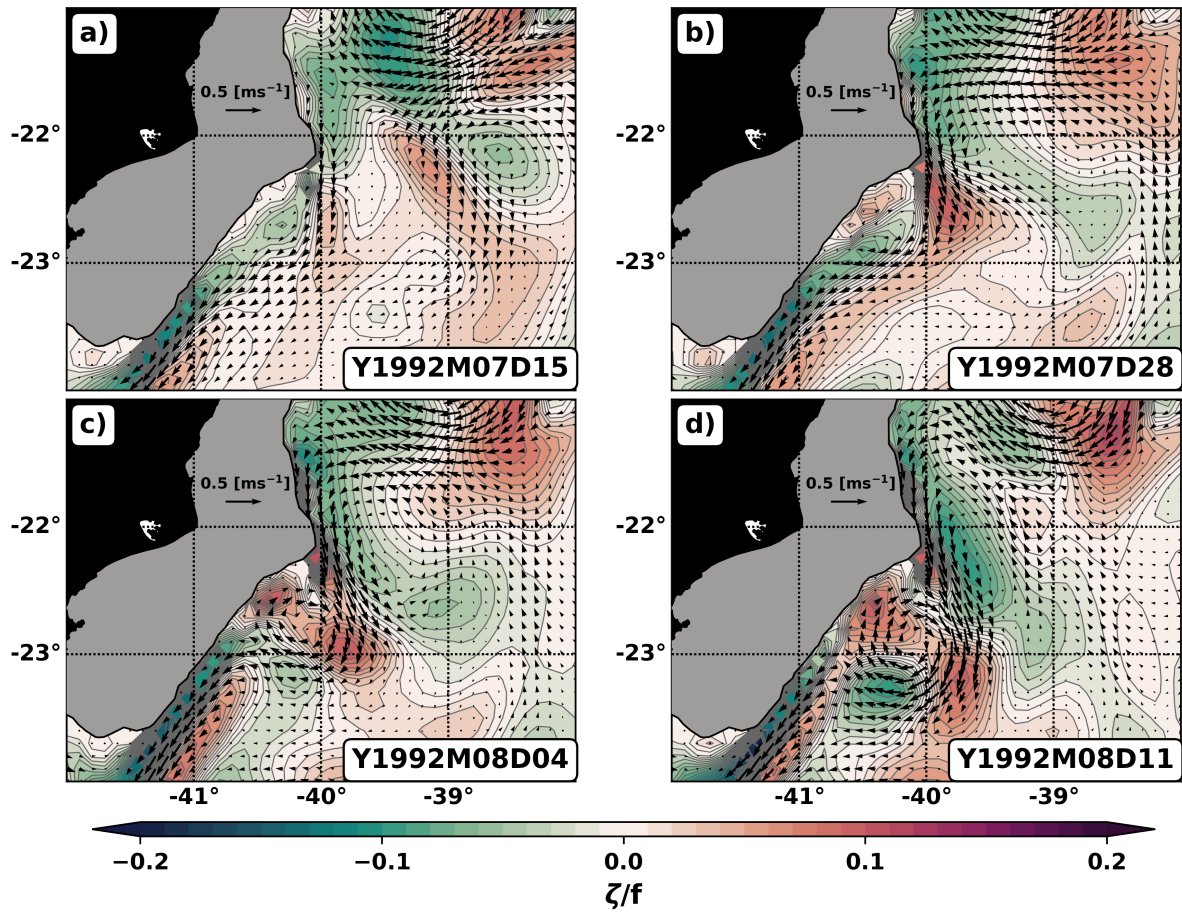 a)
b)
0.5 [ms⁻¹]
0.5 [ms⁻¹]
-22°
-22°
-23°
-23°
Y1992M07D15
Y1992M07D28
c)
d)
0.5 [ms⁻¹]
0.5 [ms⁻¹]
-22°
-22°
-23°
-23°
Y1992M08D04
Y1992M08D11
-41° -40° -39°
-41° -40° -39°
−0.2 −0.1 0.0 0.1 0.2
ζ/f